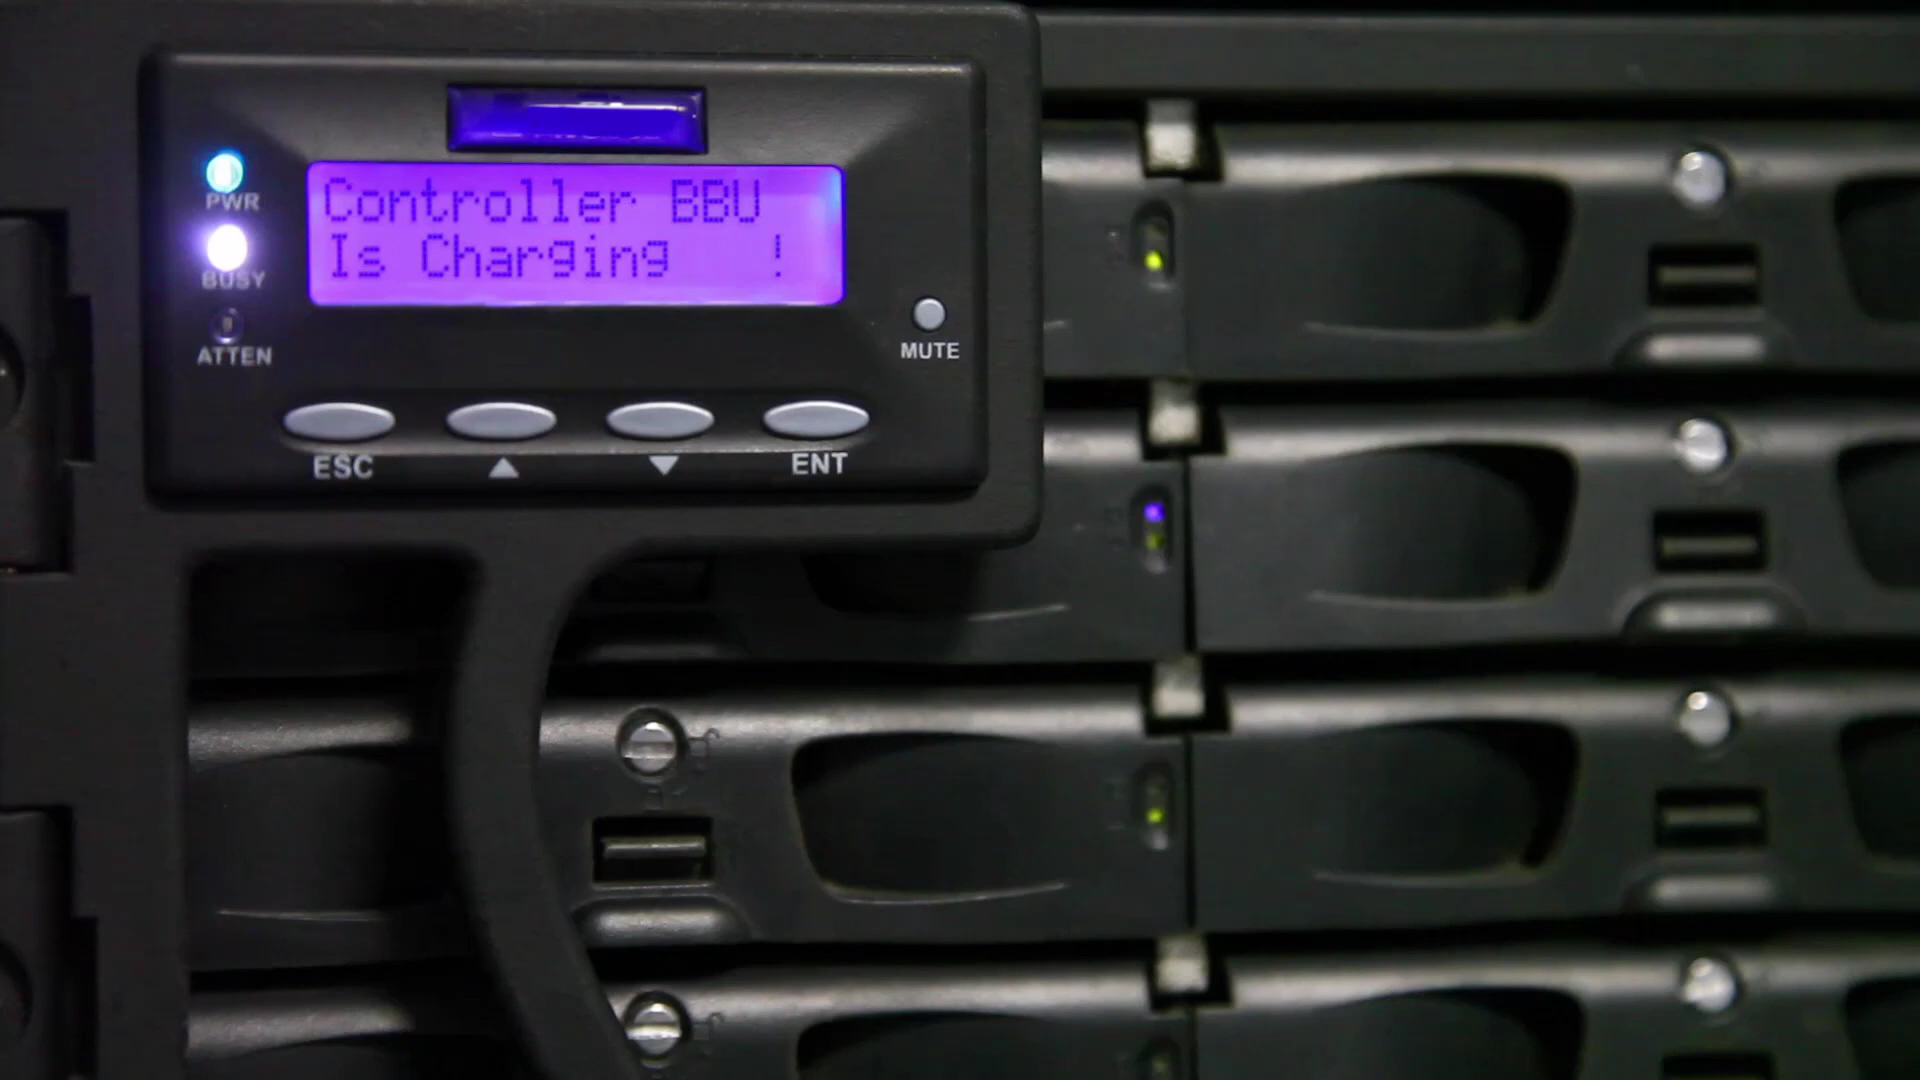 Controller BBU
Is Charging !
PWR
BUSY
ATTEN
MUTE
ESC ▲ ▼ ENT